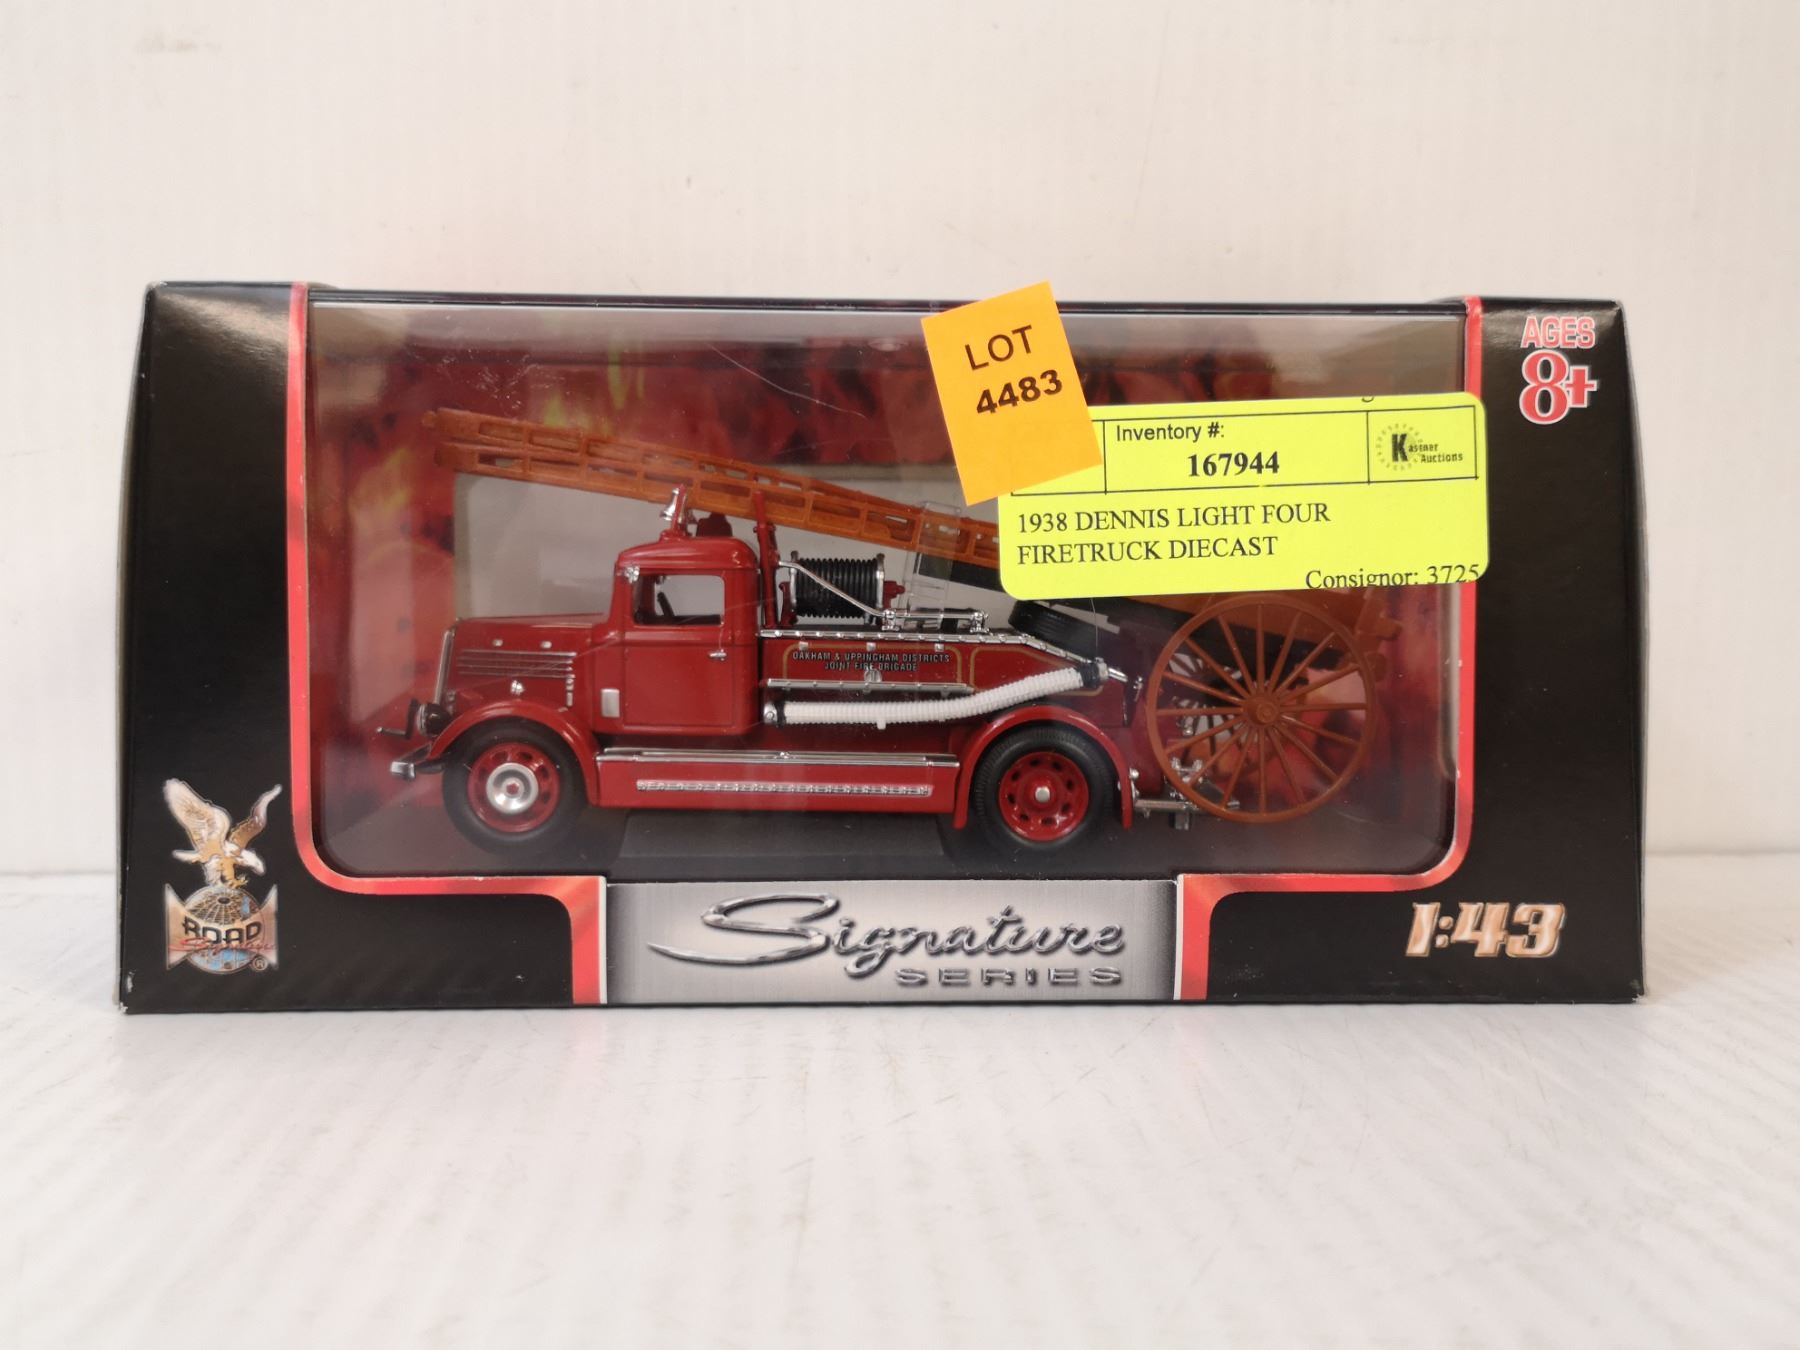 AGES
8+
LOT
4483
Inventory #:
167944
Kastner
Auctions
1938 DENNIS LIGHT FOUR
FIRETRUCK DIECAST
Consignor: 3725
OAKHAM & UPPINGHAM DISTRICTS
JOINT FIRE BRIGADE
ROAD
Signature
®
Signature
SERIES
1:43